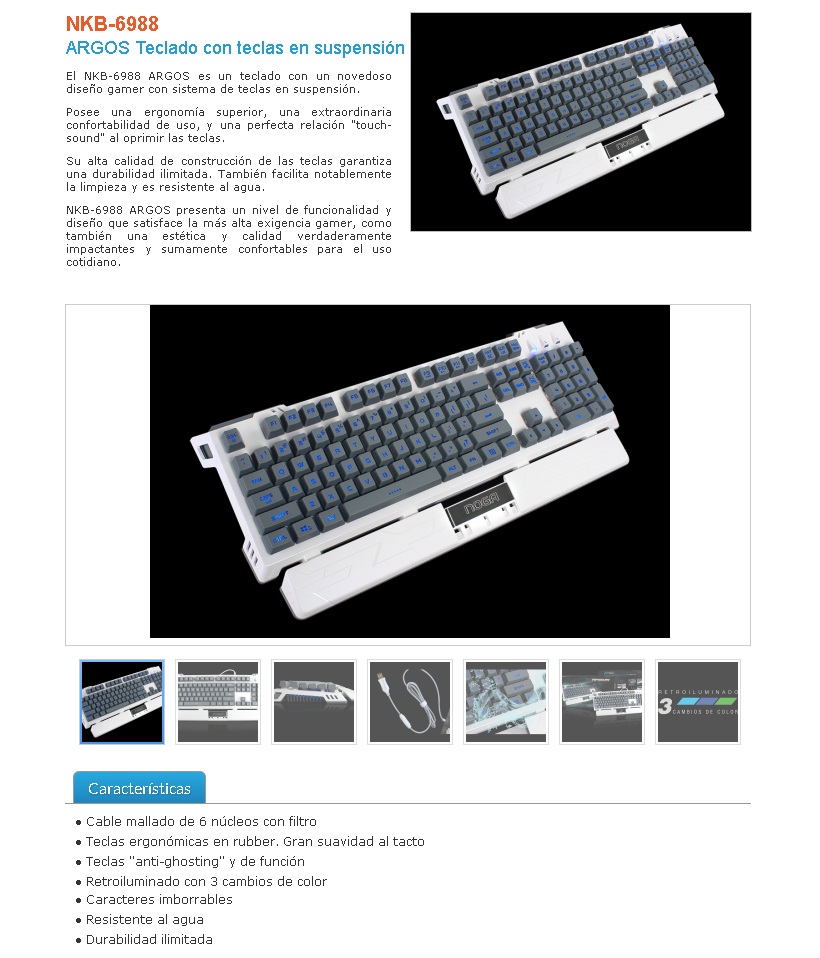 NKB-6988
ARGOS Teclado con teclas en suspensión
El NKB-6988 ARGOS es un teclado con un novedoso
diseño gamer con sistema de teclas en suspensión.
Posee una ergonomía superior, una extraordinaria
confortabilidad de uso, y una perfecta relación "touch-
sound" al oprimir las teclas.
Su alta calidad de construcción de las teclas garantiza
una durabilidad ilimitada. También facilita notablemente
la limpieza y es resistente al agua.
NKB-6988 ARGOS presenta un nivel de funcionalidad y
diseño que satisface la más alta exigencia gamer, como
también una estética y calidad verdaderamente
impactantes y sumamente confortables para el uso
cotidiano.
NOGA
NOGA
RETROILUMINADO
3
CAMBIOS DE COLOR
Características
• Cable mallado de 6 núcleos con filtro
• Teclas ergonómicas en rubber. Gran suavidad al tacto
• Teclas "anti-ghosting" y de función
• Retroiluminado con 3 cambios de color
• Caracteres imborrables
• Resistente al agua
• Durabilidad ilimitada